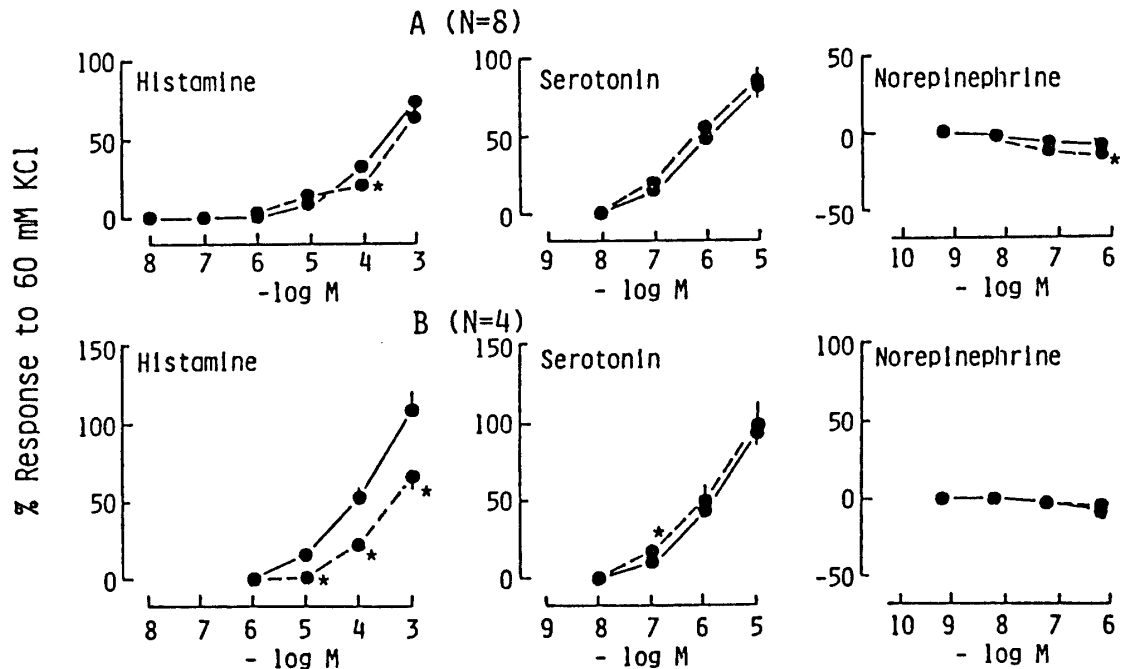 A (N=8)
% Response to 60 mM KCl
Histamine
100
50
0
*
8 7 6 5 4 3
-log M
Serotonin
100
50
0
9 8 7 6 5
- log M
Norepinephrine
50
0
-50
*
10 9 8 7 6
- log M
B (N=4)
Histamine
150
100
50
0
*
*
*
8 7 6 5 4 3
- log M
Serotonin
150
100
50
0
*
9 8 7 6 5
- log M
Norepinephrine
100
50
0
-50
10 9 8 7 6
- log M